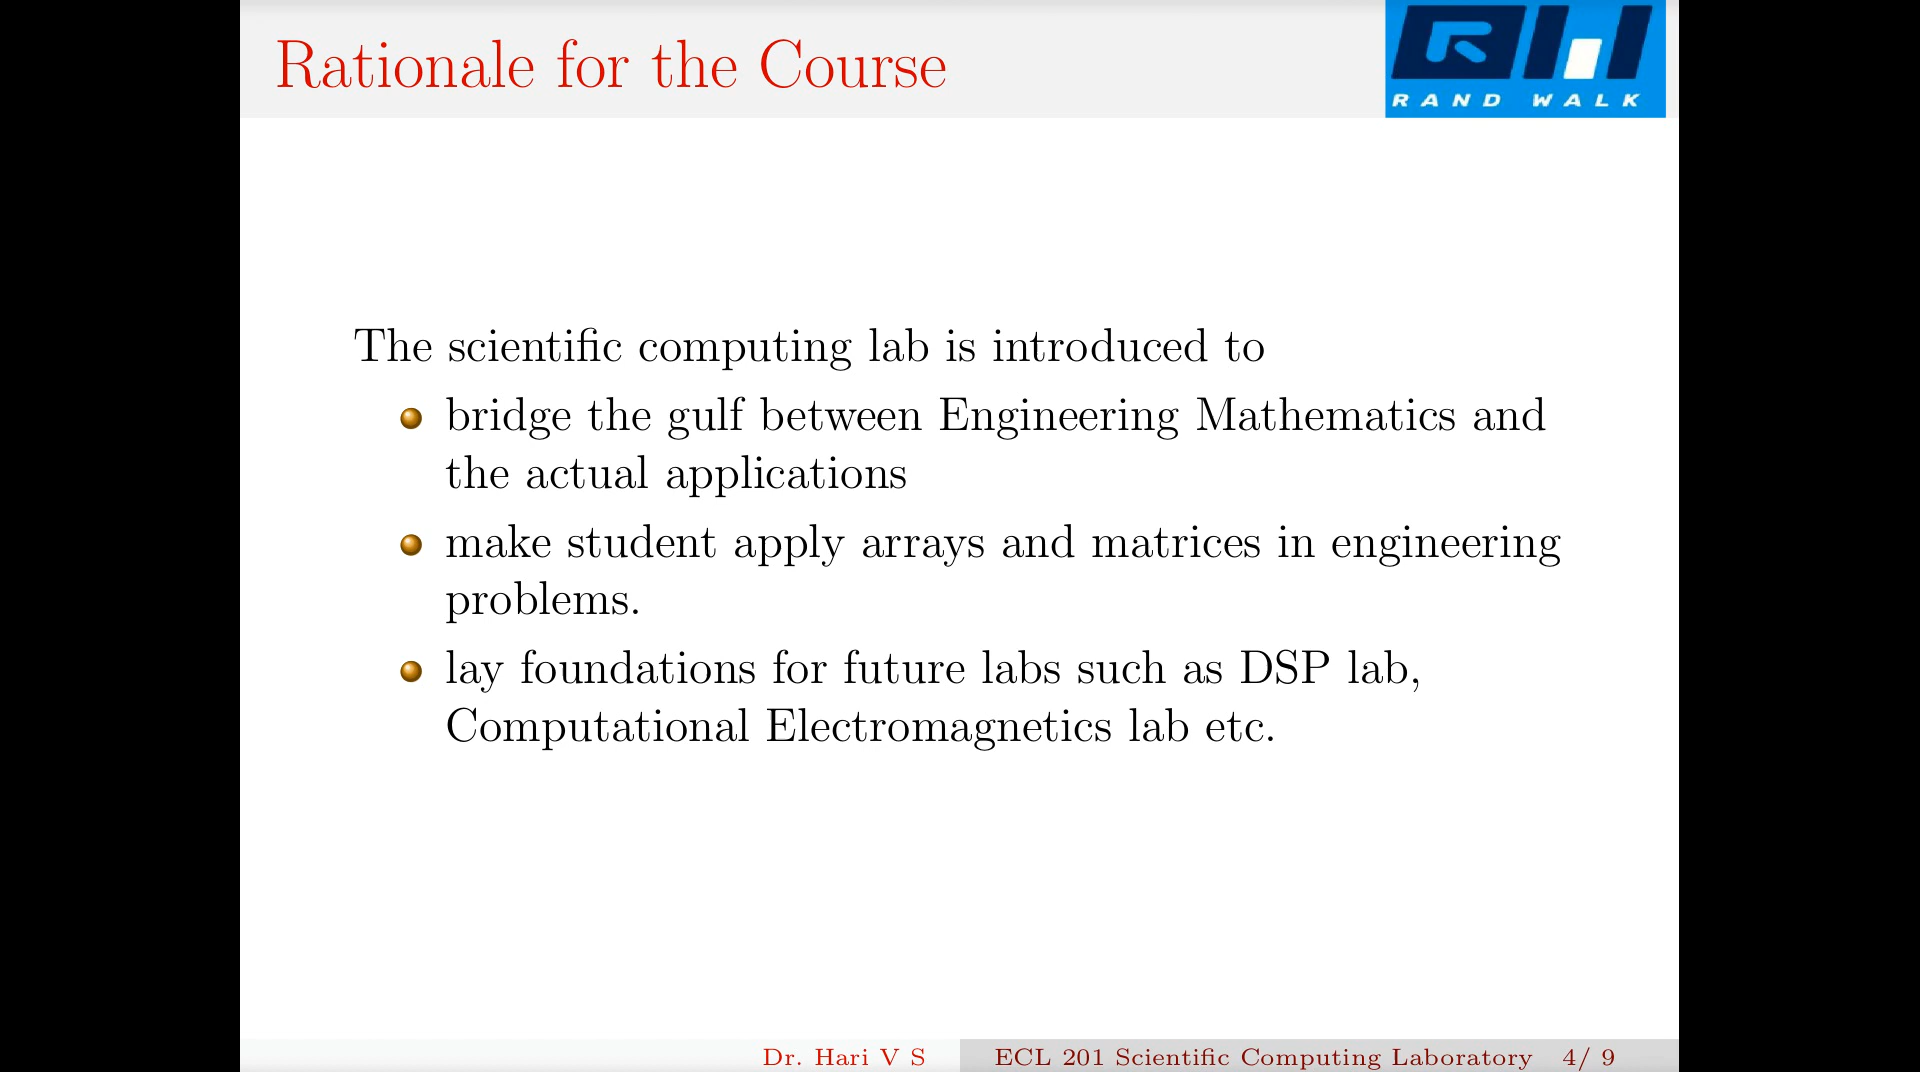 Rationale for the Course
RAND WALK
The scientific computing lab is introduced to
bridge the gulf between Engineering Mathematics and
the actual applications
make student apply arrays and matrices in engineering
problems.
lay foundations for future labs such as DSP lab,
Computational Electromagnetics lab etc.
Dr. Hari V S
ECL 201 Scientific Computing Laboratory 4/ 9